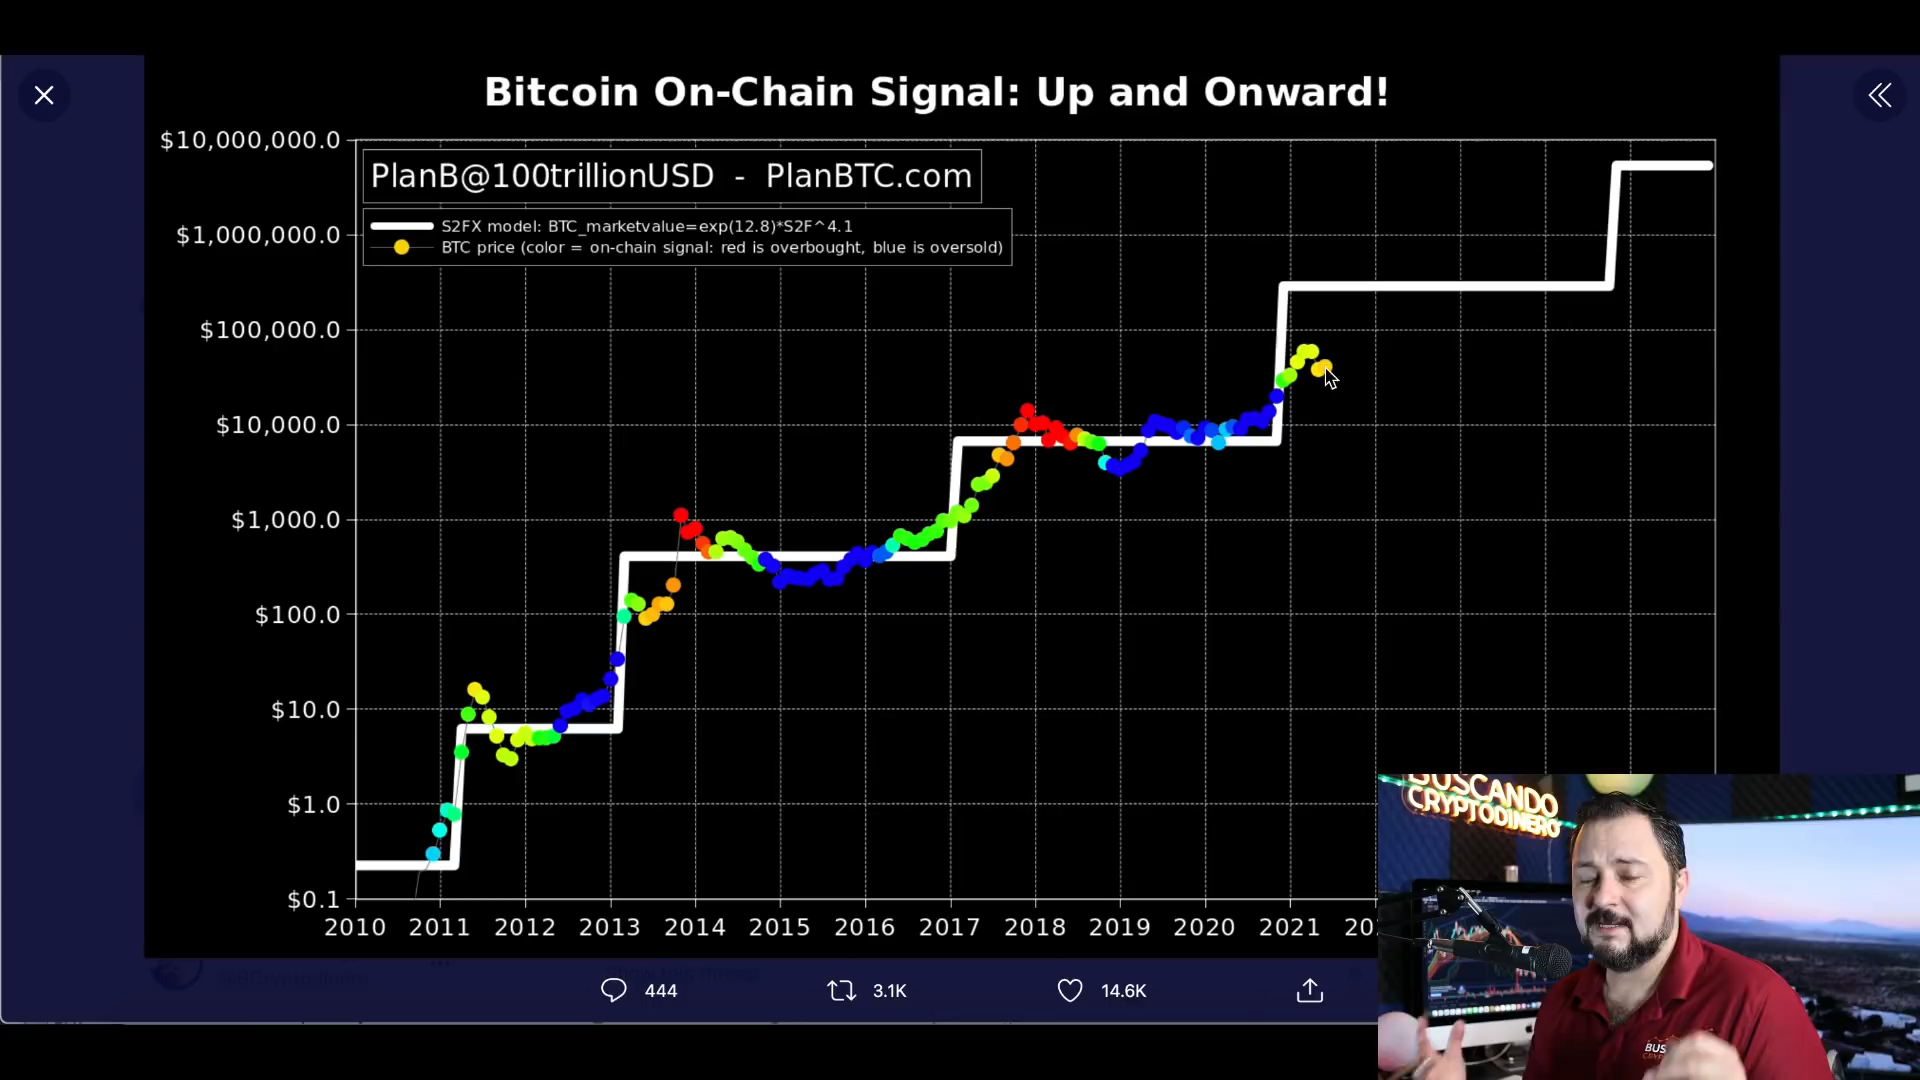 Bitcoin On-Chain Signal: Up and Onward!
$10,000,000.0
PlanB@100trillionUSD - PlanBTC.com
S2FX model: BTC_marketvalue=exp(12.8)*S2F^4.1
$1,000,000.0
BTC price (color = on-chain signal: red is overbought, blue is oversold)
$100,000.0
$10,000.0
$1,000.0
$100.0
$10.0
$1.0
$0.1
2010 2011 2012 2013 2014 2015 2016 2017 2018 2019 2020 2021
444 3.1K 14.6K
BUSCANDO
CRYPTODINERO
BUS